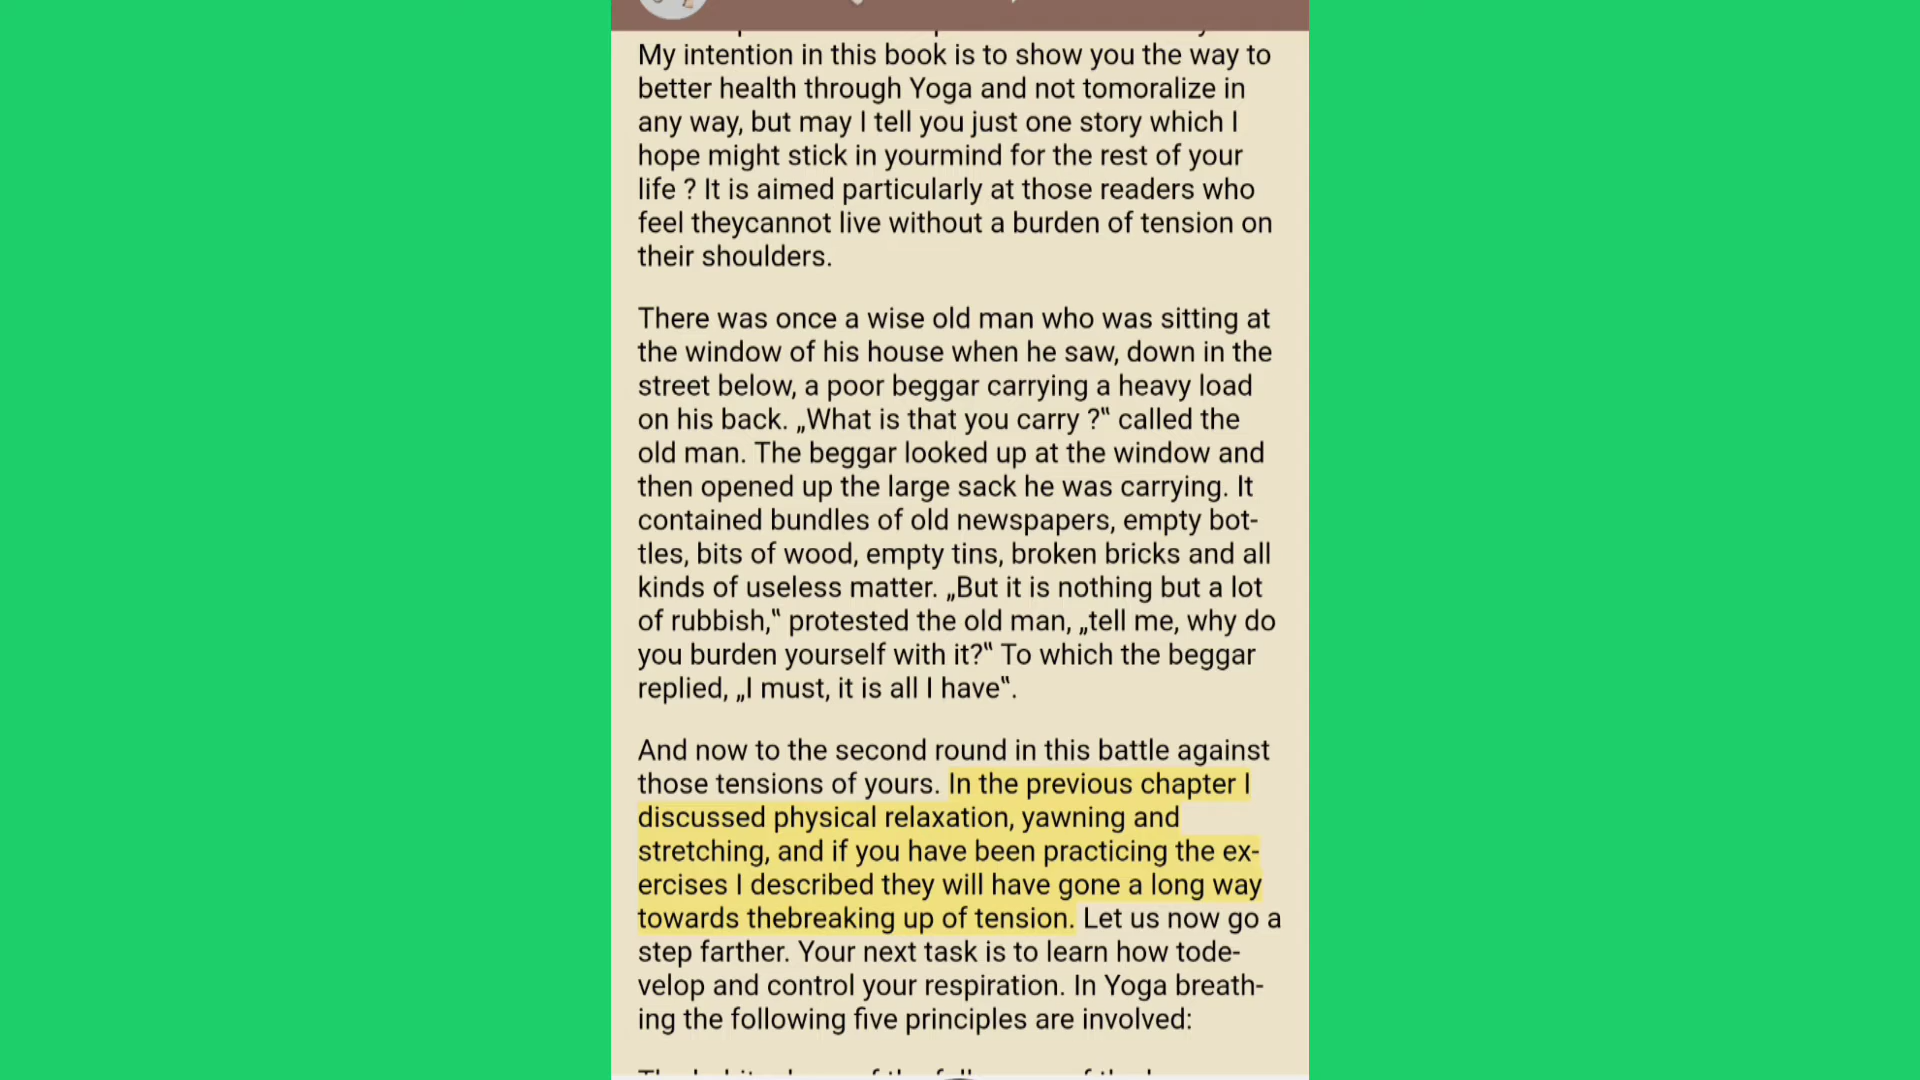 My intention in this book is to show you the way to
better health through Yoga and not tomoralize in
any way, but may I tell you just one story which I
hope might stick in yourmind for the rest of your
life ? It is aimed particularly at those readers who
feel theycannot live without a burden of tension on
their shoulders.
There was once a wise old man who was sitting at
the window of his house when he saw, down in the
street below, a poor beggar carrying a heavy load
on his back. „What is that you carry ?‟ called the
old man. The beggar looked up at the window and
then opened up the large sack he was carrying. It
contained bundles of old newspapers, empty bot-
tles, bits of wood, empty tins, broken bricks and all
kinds of useless matter. „But it is nothing but a lot
of rubbish,‟ protested the old man, „tell me, why do
you burden yourself with it?‟ To which the beggar
replied, „I must, it is all I have‟.
And now to the second round in this battle against
those tensions of yours. In the previous chapter I
discussed physical relaxation, yawning and
stretching, and if you have been practicing the ex-
ercises I described they will have gone a long way
towards thebreaking up of tension. Let us now go a
step farther. Your next task is to learn how tode-
velop and control your respiration. In Yoga breath-
ing the following five principles are involved: